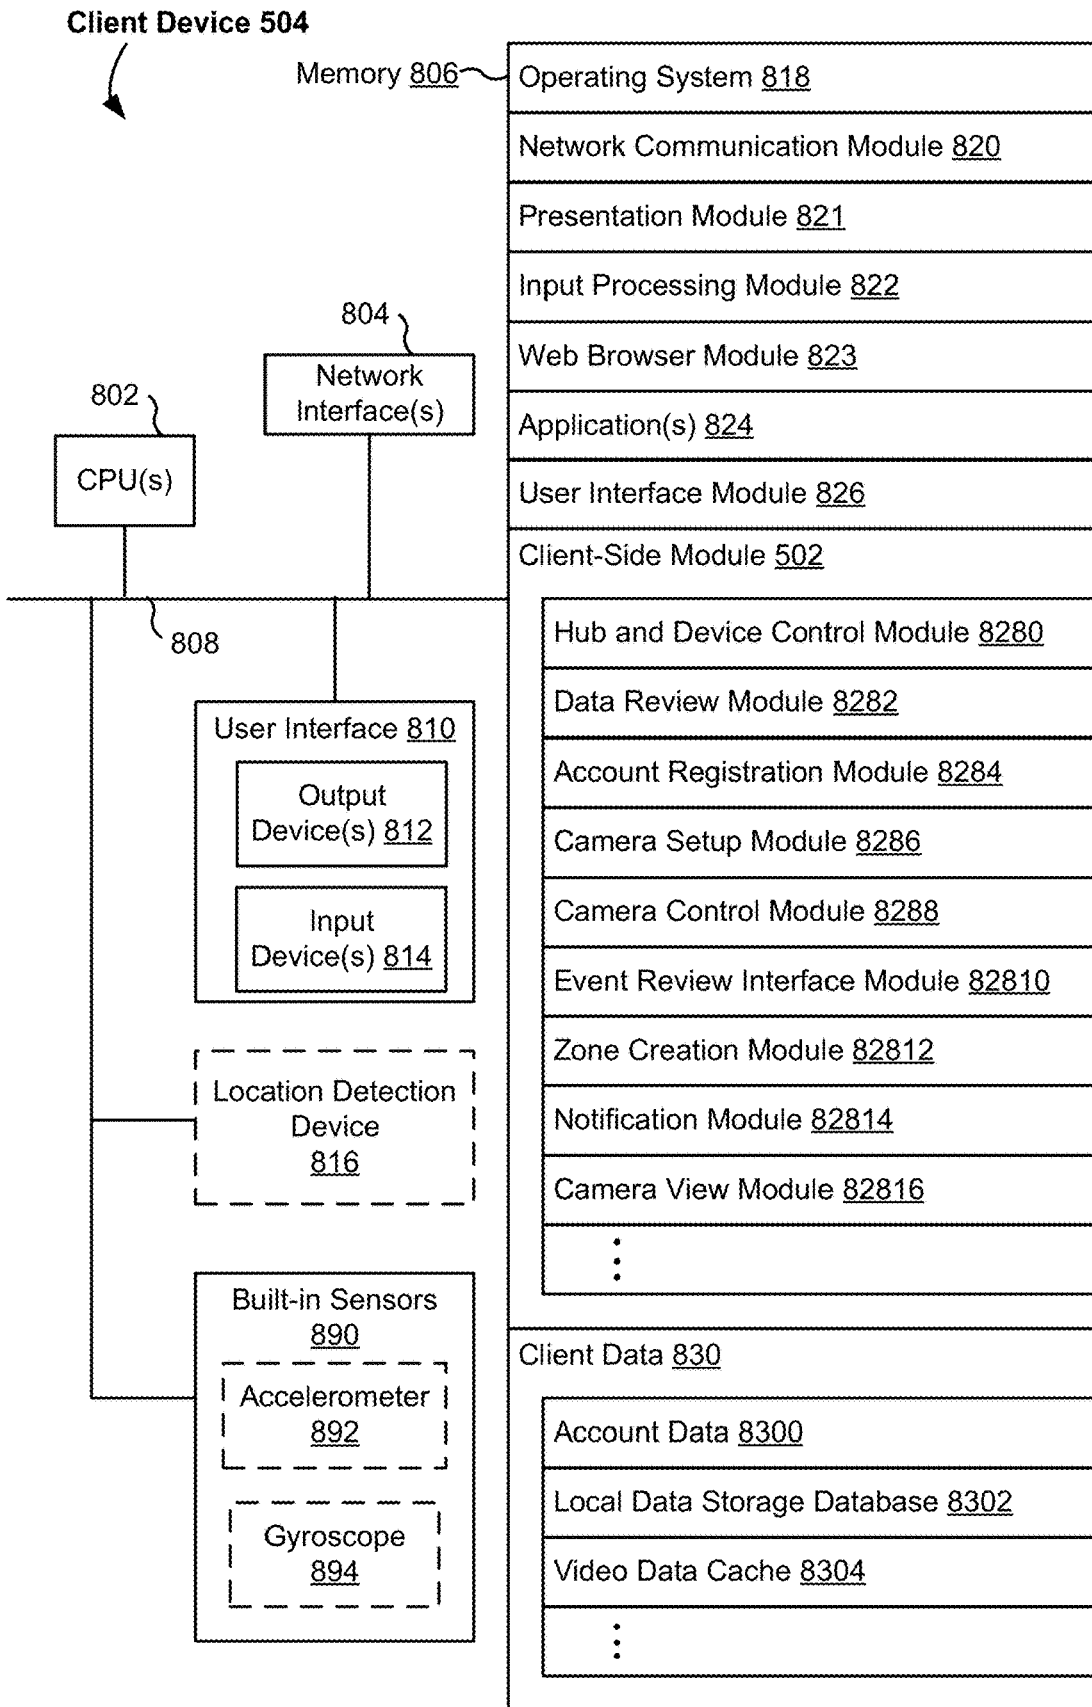 Client Device 504
Memory 806
Operating System 818
Network Communication Module 820
Presentation Module 821
Input Processing Module 822
Web Browser Module 823
Application(s) 824
User Interface Module 826
Client-Side Module 502
Hub and Device Control Module 8280
Data Review Module 8282
Account Registration Module 8284
Camera Setup Module 8286
Camera Control Module 8288
Event Review Interface Module 82810
Zone Creation Module 82812
Notification Module 82814
Camera View Module 82816
Client Data 830
Account Data 8300
Local Data Storage Database 8302
Video Data Cache 8304
804
Network
Interface(s)
802
CPU(s)
808
User Interface 810
Output
Device(s) 812
Input
Device(s) 814
Location Detection
Device
816
Built-in Sensors
890
Accelerometer
892
Gyroscope
894